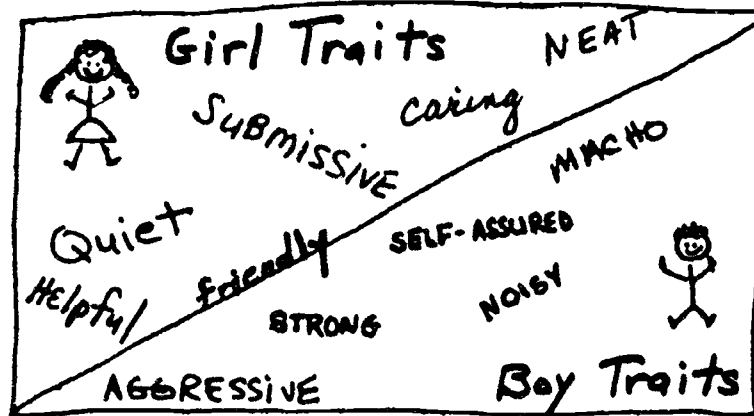 Girl Traits
NEAT
caring
SUBMISSIVE
MACHO
Quiet
friendly
SELF-ASSURED
HElpful
STRONG
NOISY
AGGRESSIVE
Boy Traits